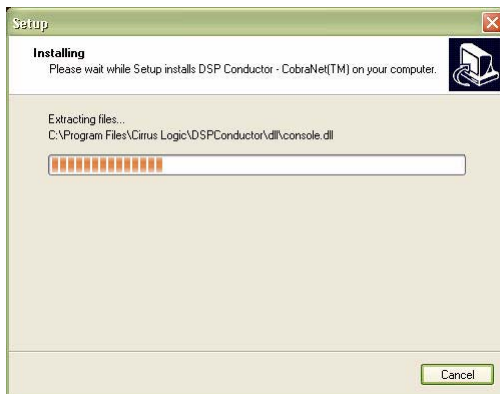 Setup
Installing
Please wait while Setup installs DSP Conductor - CobraNet(TM) on your computer.
Extracting files...
C:\Program Files\Cirrus Logic\DSPConductor\dll\console.dll
Cancel